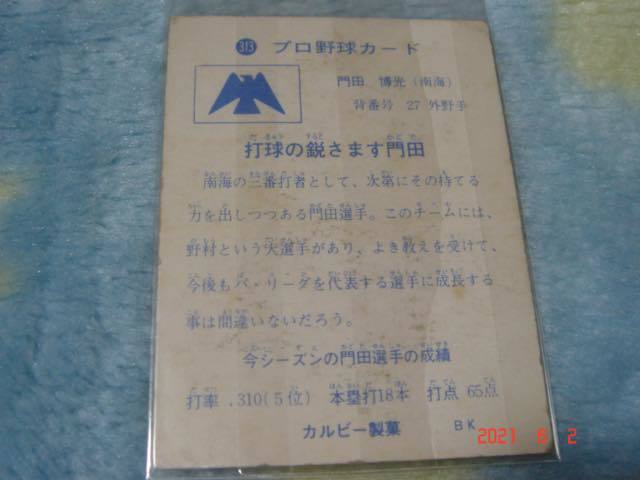 313 プロ野球カード
門田 博光(南海)
背番号 27 外野手
打球の鋭さます門田
南海の三番打者として、次第にその持てる
力を出しつつある門田選手。このチームには、
野村という大選手があり、よき教えを受けて、
今後もパ・リーグを代表する選手に成長する
事は間違いないだろう。
今シーズンの門田選手の成績
打率 .310(5位) 本塁打18本 打点 65点
カルビー製菓 BK
2021 6 2